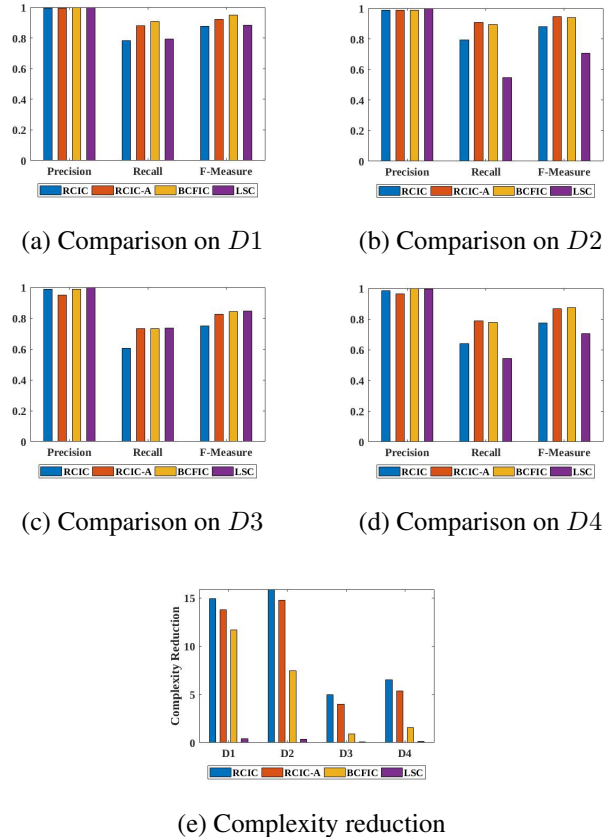 1
0.8
0.6
0.4
0.2
0
Precision Recall F-Measure
RCIC RCIC-A BCFIC LSC
(a) Comparison on D1
1
0.8
0.6
0.4
0.2
0
Precision Recall F-Measure
RCIC RCIC-A BCFIC LSC
(b) Comparison on D2
1
0.8
0.6
0.4
0.2
0
Precision Recall F-Measure
RCIC RCIC-A BCFIC LSC
(c) Comparison on D3
1
0.8
0.6
0.4
0.2
0
Precision Recall F-Measure
RCIC RCIC-A BCFIC LSC
(d) Comparison on D4
Complexity Reduction
15
10
5
0
D1 D2 D3 D4
RCIC RCIC-A BCFIC LSC
(e) Complexity reduction